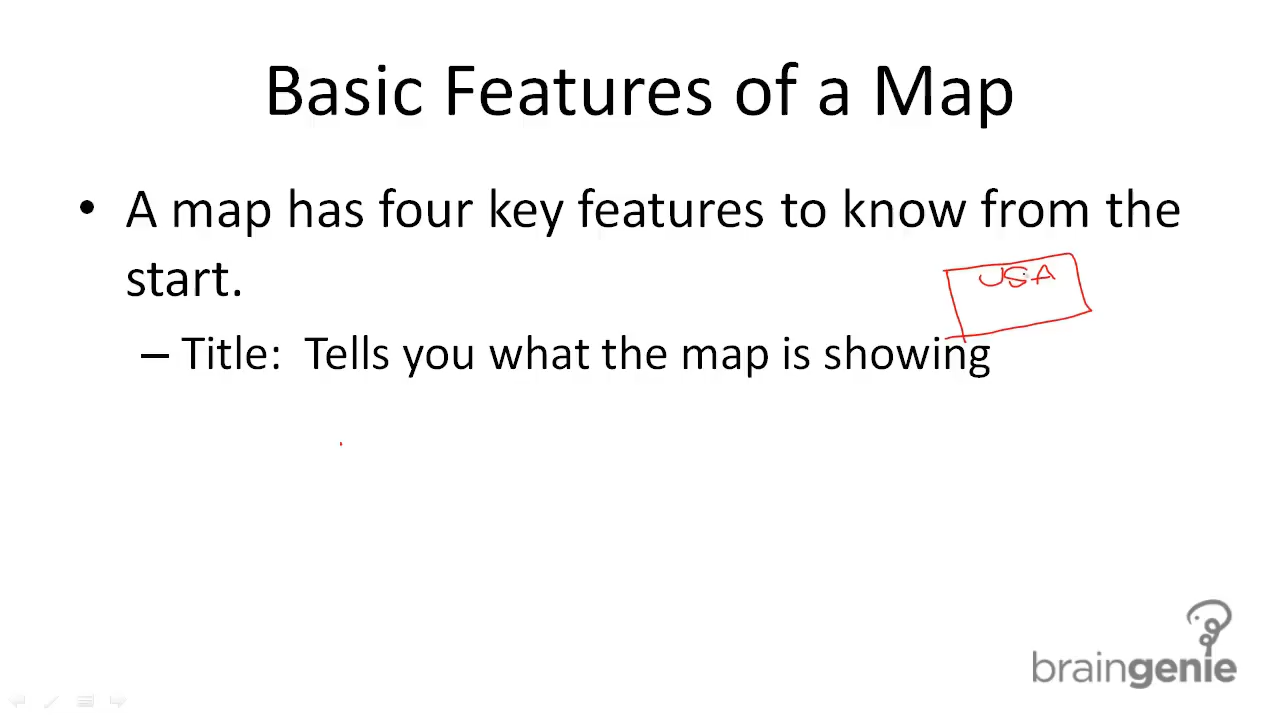 Basic Features of a Map
• A map has four key features to know from the
start.
USA
– Title: Tells you what the map is showing
braingenie